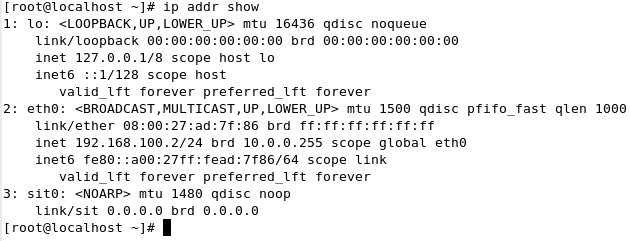 [root@localhost ~]# ip addr show
1: lo: <LOOPBACK,UP,LOWER_UP> mtu 16436 qdisc noqueue
    link/loopback 00:00:00:00:00:00 brd 00:00:00:00:00:00
    inet 127.0.0.1/8 scope host lo
    inet6 ::1/128 scope host
       valid_lft forever preferred_lft forever
2: eth0: <BROADCAST,MULTICAST,UP,LOWER_UP> mtu 1500 qdisc pfifo_fast qlen 1000
    link/ether 08:00:27:ad:7f:86 brd ff:ff:ff:ff:ff:ff
    inet 192.168.100.2/24 brd 10.0.0.255 scope global eth0
    inet6 fe80::a00:27ff:fead:7f86/64 scope link
       valid_lft forever preferred_lft forever
3: sit0: <NOARP> mtu 1480 qdisc noop
    link/sit 0.0.0.0 brd 0.0.0.0
[root@localhost ~]#